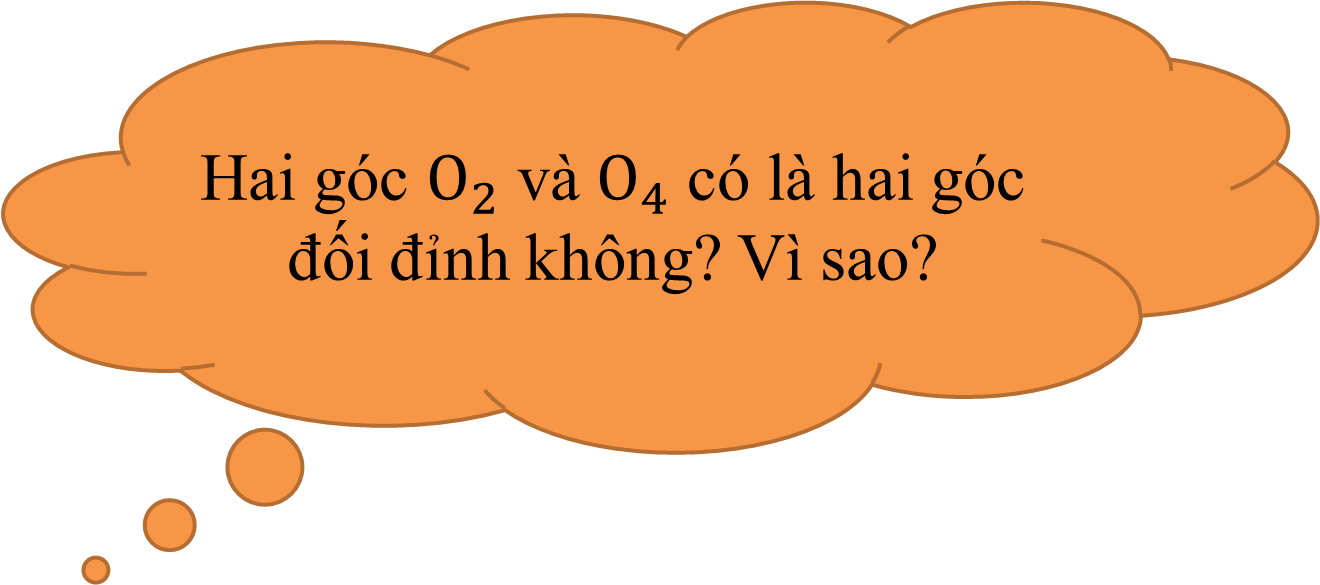 Hai góc O₂ và O₄ có là hai góc
đối đỉnh không? Vì sao?